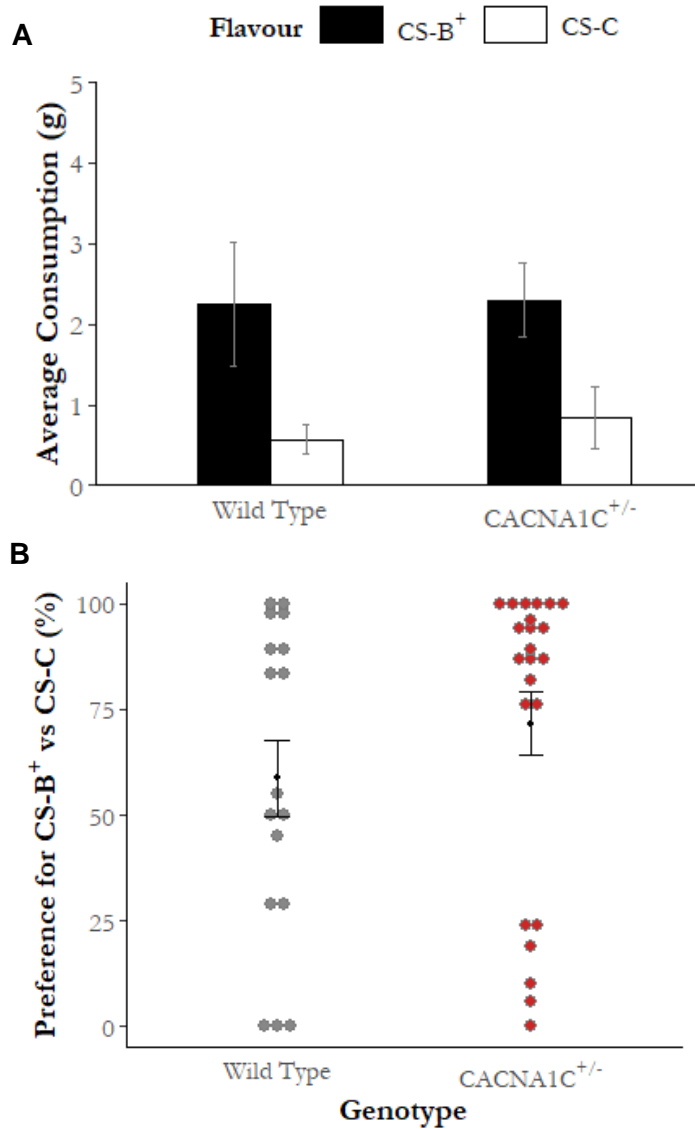 A
Flavour CS-B⁺ CS-C
Average Consumption (g)
5
4
3
2
1
0
Wild Type CACNA1C⁺/⁻
B
Preference for CS-B⁺ vs CS-C (%)
100
75
50
25
0
Wild Type CACNA1C⁺/⁻
Genotype